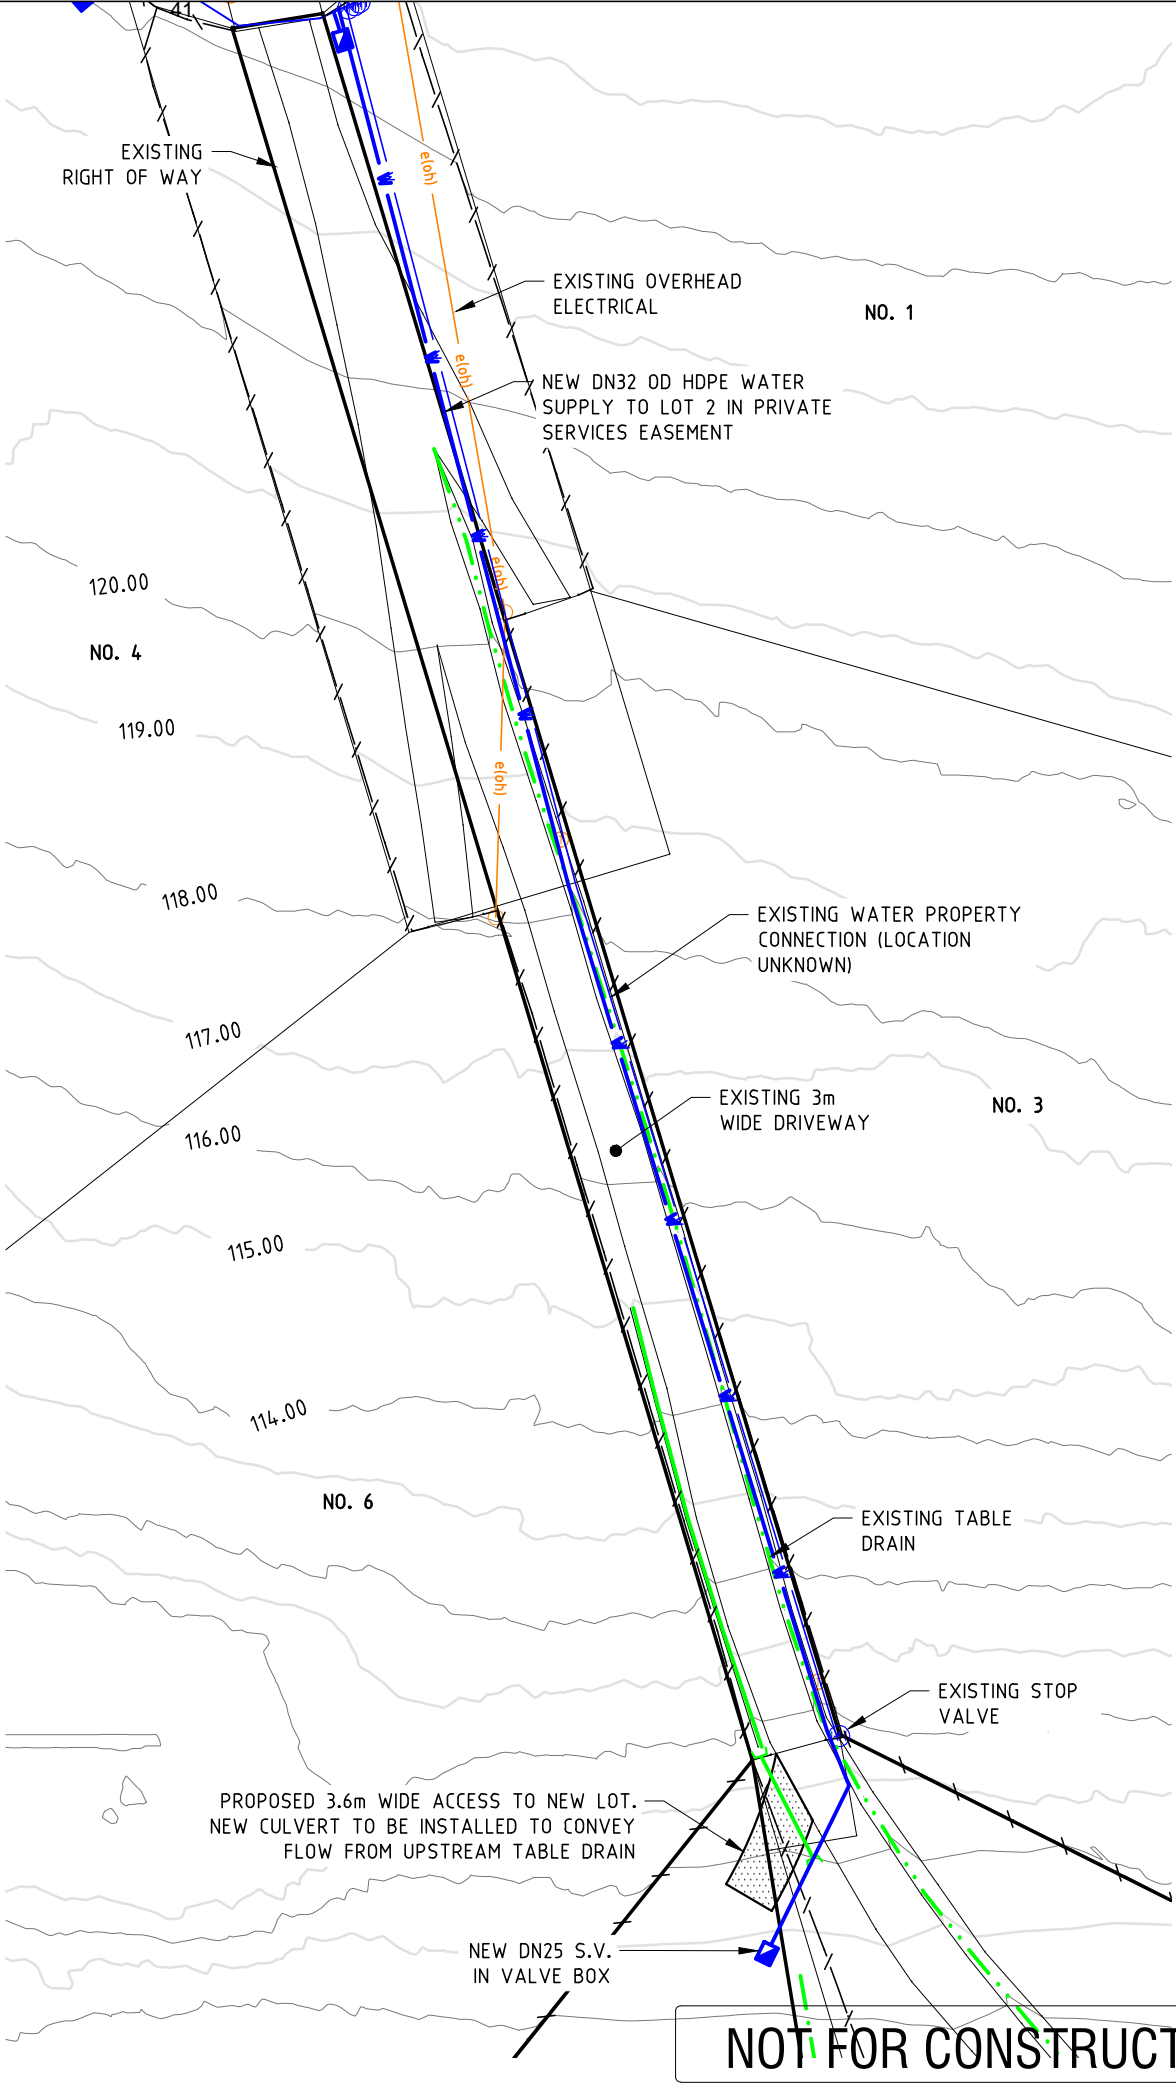 41
EXISTING
RIGHT OF WAY
e(oh)
EXISTING OVERHEAD
ELECTRICAL
NO. 1
e(oh)
NEW DN32 OD HDPE WATER
SUPPLY TO LOT 2 IN PRIVATE
SERVICES EASEMENT
W
W
W
e(oh)
120.00
NO. 4
119.00
W
e(oh)
118.00
EXISTING WATER PROPERTY
CONNECTION (LOCATION
UNKNOWN)
117.00
W
EXISTING 3m
WIDE DRIVEWAY
NO. 3
116.00
W
115.00
W
114.00
NO. 6
EXISTING TABLE
DRAIN
W
EXISTING STOP
VALVE
PROPOSED 3.6m WIDE ACCESS TO NEW LOT.
NEW CULVERT TO BE INSTALLED TO CONVEY
FLOW FROM UPSTREAM TABLE DRAIN
NEW DN25 S.V.
IN VALVE BOX
NOT FOR CONSTRUCT